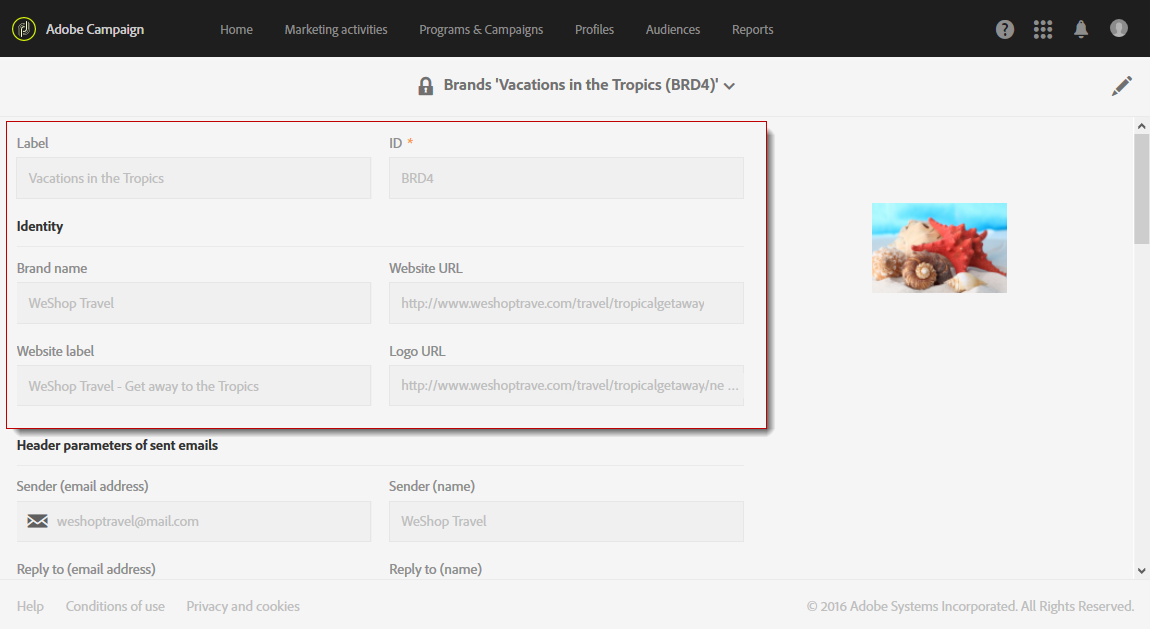 Adobe Campaign Home Marketing activities Programs & Campaigns Profiles Audiences Reports ?
Brands 'Vacations in the Tropics (BRD4)'
Label ID *
Vacations in the Tropics BRD4
Identity
Brand name Website URL
WeShop Travel http://www.weshoptrave.com/travel/tropicalgetaway
Website label Logo URL
WeShop Travel - Get away to the Tropics http://www.weshoptrave.com/travel/tropicalgetaway/ne ...
Header parameters of sent emails
Sender (email address) Sender (name)
weshoptravel@mail.com WeShop Travel
Reply to (email address) Reply to (name)
Help Conditions of use Privacy and cookies © 2016 Adobe Systems Incorporated. All Rights Reserved.